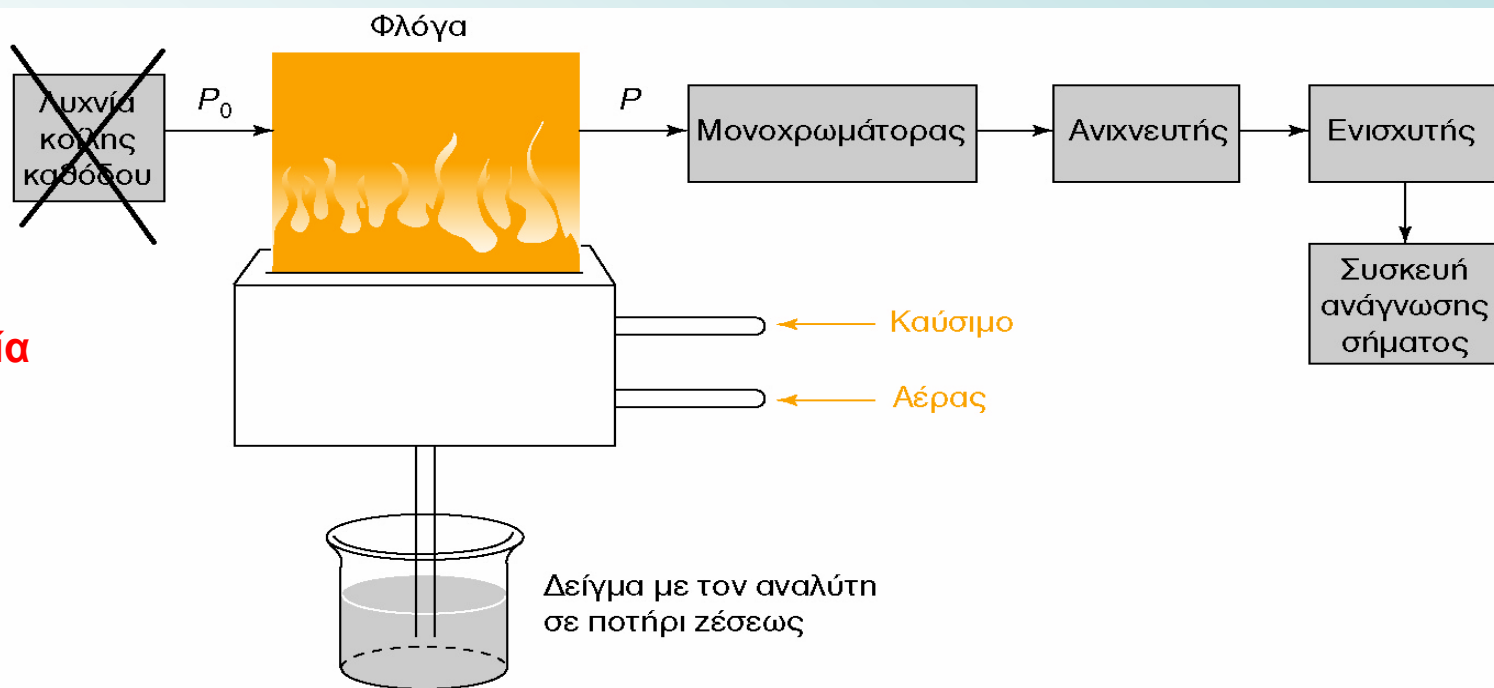 Φλόγα
Λυχνία
κοίλης
καθόδου
P0
P
Μονοχρωμάτορας
Ανιχνευτής
Ενισχυτής
Συσκευή
ανάγνωσης
σήματος
Καύσιμο
Αέρας
ία
Δείγμα με τον αναλύτη
σε ποτήρι ζέσεως